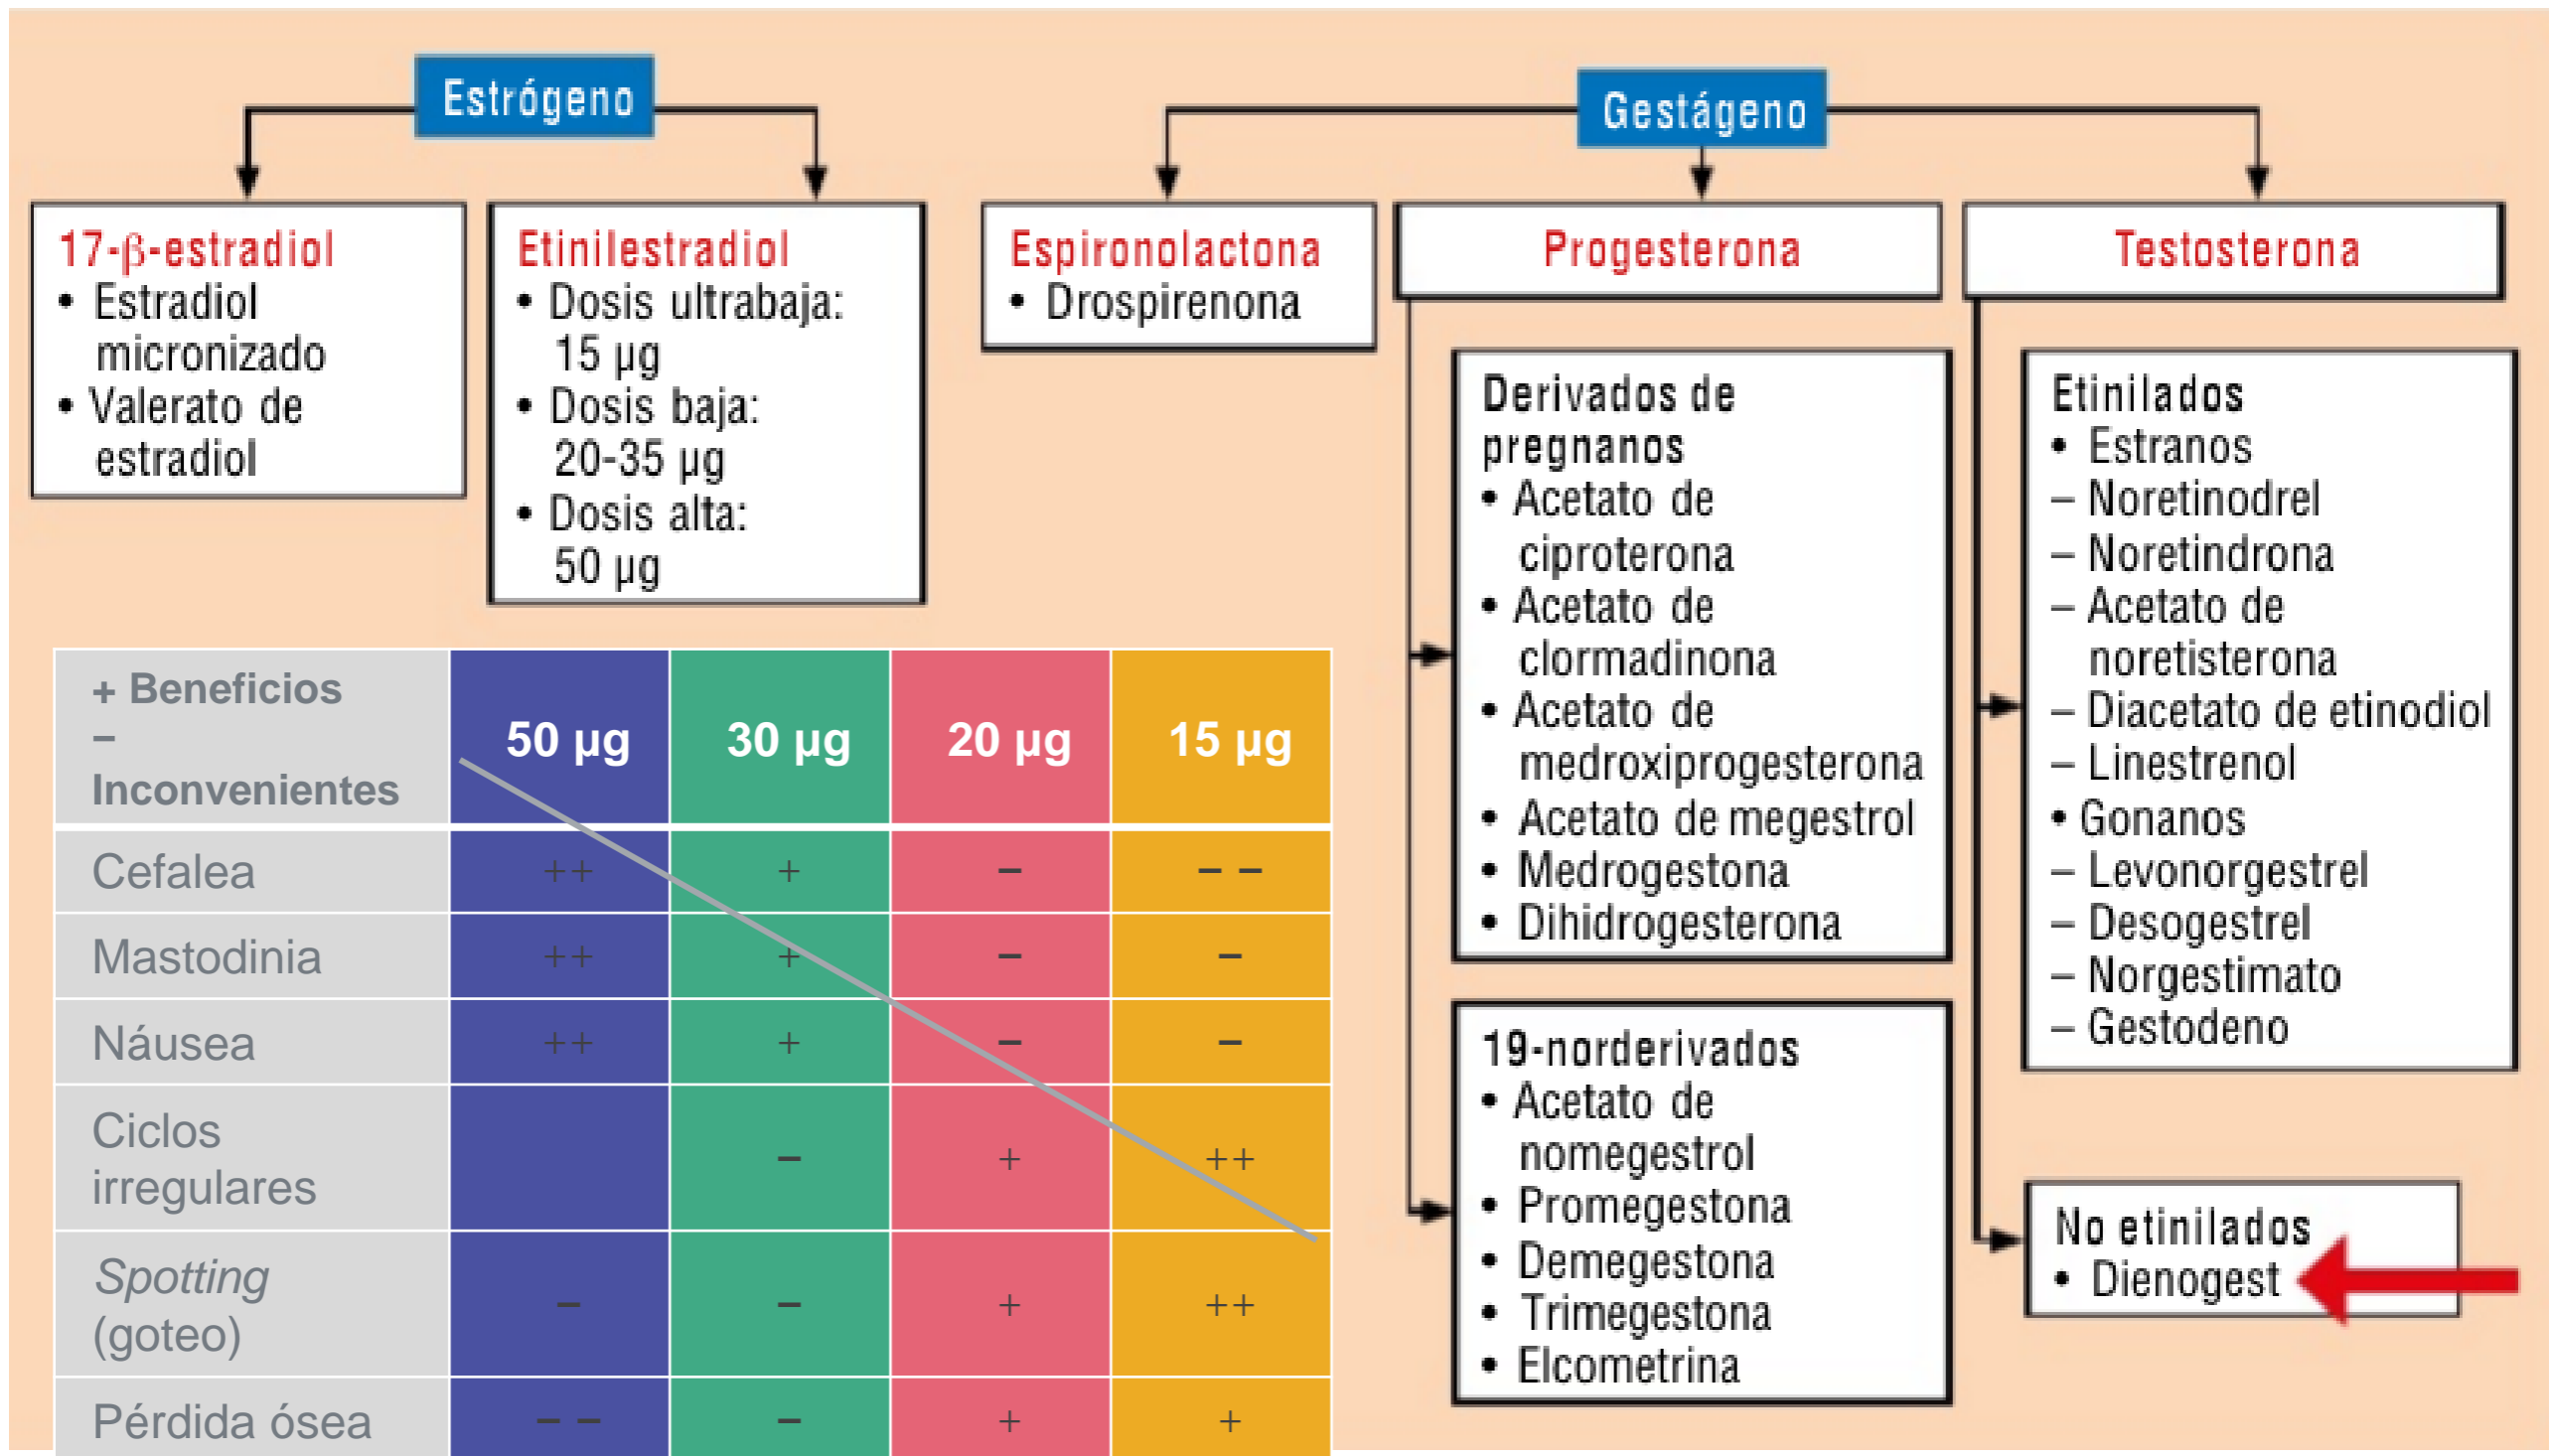 Estrógeno
17-β-estradiol
• Estradiol
micronizado
• Valerato de
estradiol
Etinilestradiol
• Dosis ultrabaja:
15 µg
• Dosis baja:
20-35 µg
• Dosis alta:
50 µg
Gestágeno
Espironolactona
• Drospirenona
Progesterona
Derivados de
pregnanos
• Acetato de
ciproterona
• Acetato de
clormadinona
• Acetato de
medroxiprogesterona
• Acetato de megestrol
• Medrogestona
• Dihidrogesterona
19-norderivados
• Acetato de
nomegestrol
• Promegestona
• Demegestona
• Trimegestona
• Elcometrina
Testosterona
Etinilados
• Estranos
– Noretinodrel
– Noretindrona
– Acetato de
noretisterona
– Diacetato de etinodiol
– Linestrenol
• Gonanos
– Levonorgestrel
– Desogestrel
– Norgestimato
– Gestodeno
No etinilados
• Dienogest
+ Beneficios
–
Inconvenientes
50 µg 30 µg 20 µg 15 µg
Cefalea ++ + – – –
Mastodinia ++ + – –
Náusea ++ + – –
Ciclos
irregulares – + ++
Spotting
(goteo) – – + ++
Pérdida ósea – – – + +